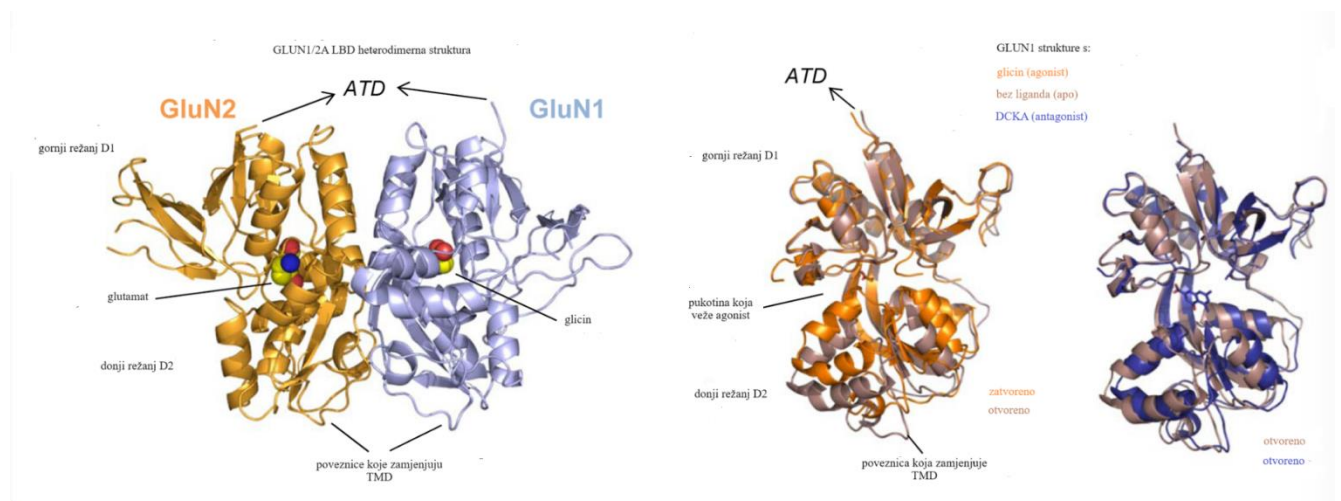 GLUN1/2A LBD heterodimerna struktura
ATD
GluN2
GluN1
gornji režanj D1
glutamat
glicin
donji režanj D2
poveznice koje zamjenjuju
TMD
GLUN1 strukture s:
glicin (agonist)
bez liganda (apo)
DCKA (antagonist)
ATD
gornji režanj D1
pukotina koja
veže agonist
donji režanj D2
zatvoreno
otvoreno
poveznica koja zamjenjuje
TMD
otvoreno
otvoreno